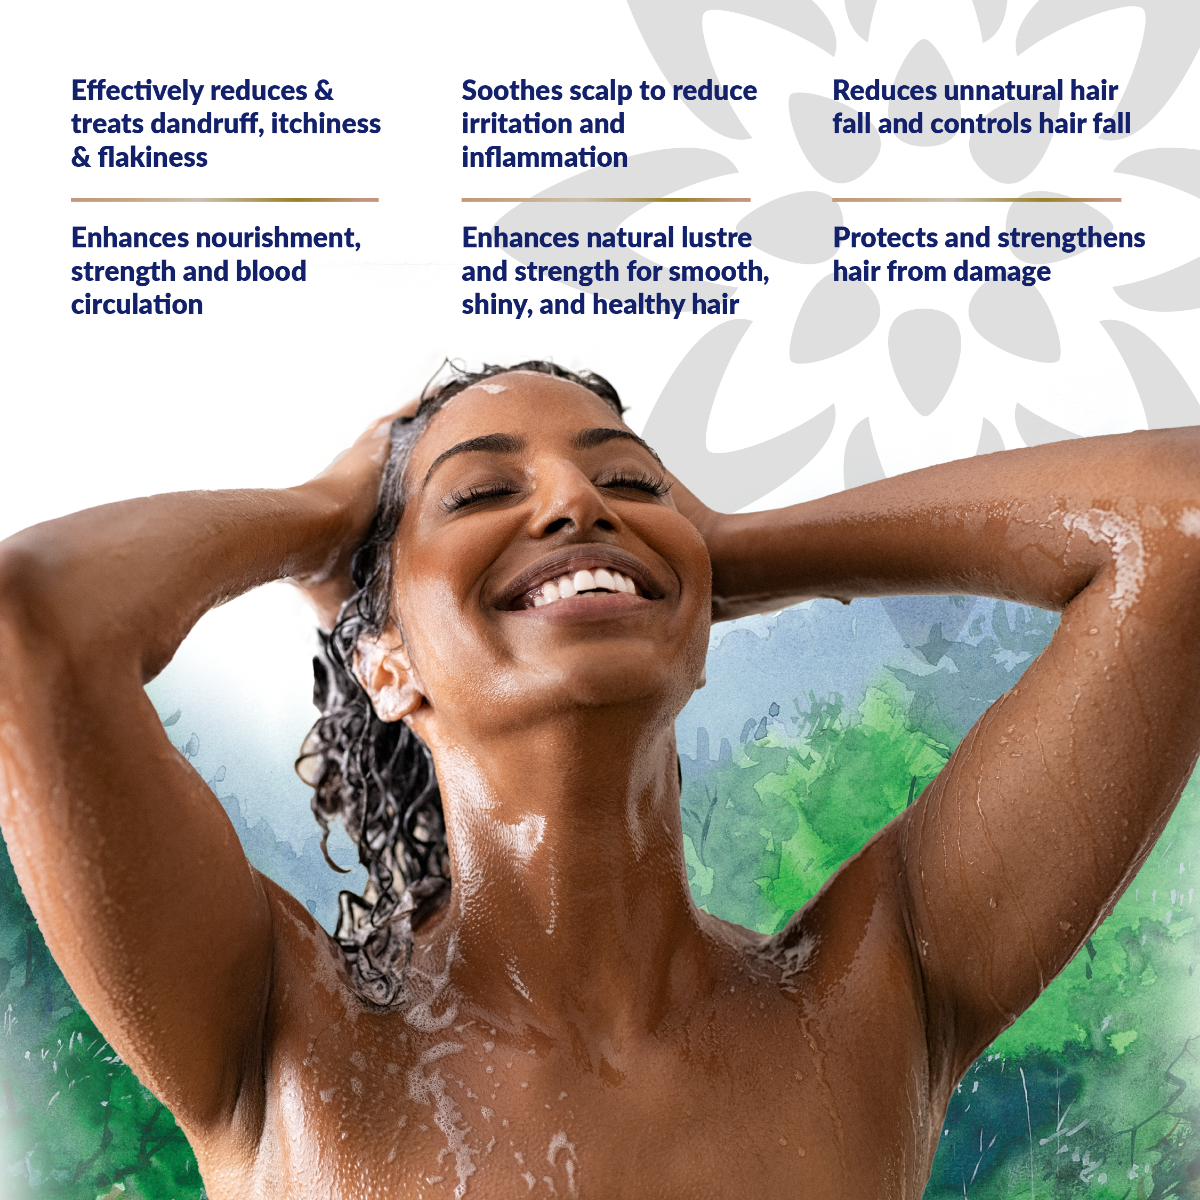 Effectively reduces &
treats dandruff, itchiness
& flakiness
Soothes scalp to reduce
irritation and
inflammation
Reduces unnatural hair
fall and controls hair fall
Enhances nourishment,
strength and blood
circulation
Enhances natural lustre
and strength for smooth,
shiny, and healthy hair
Protects and strengthens
hair from damage